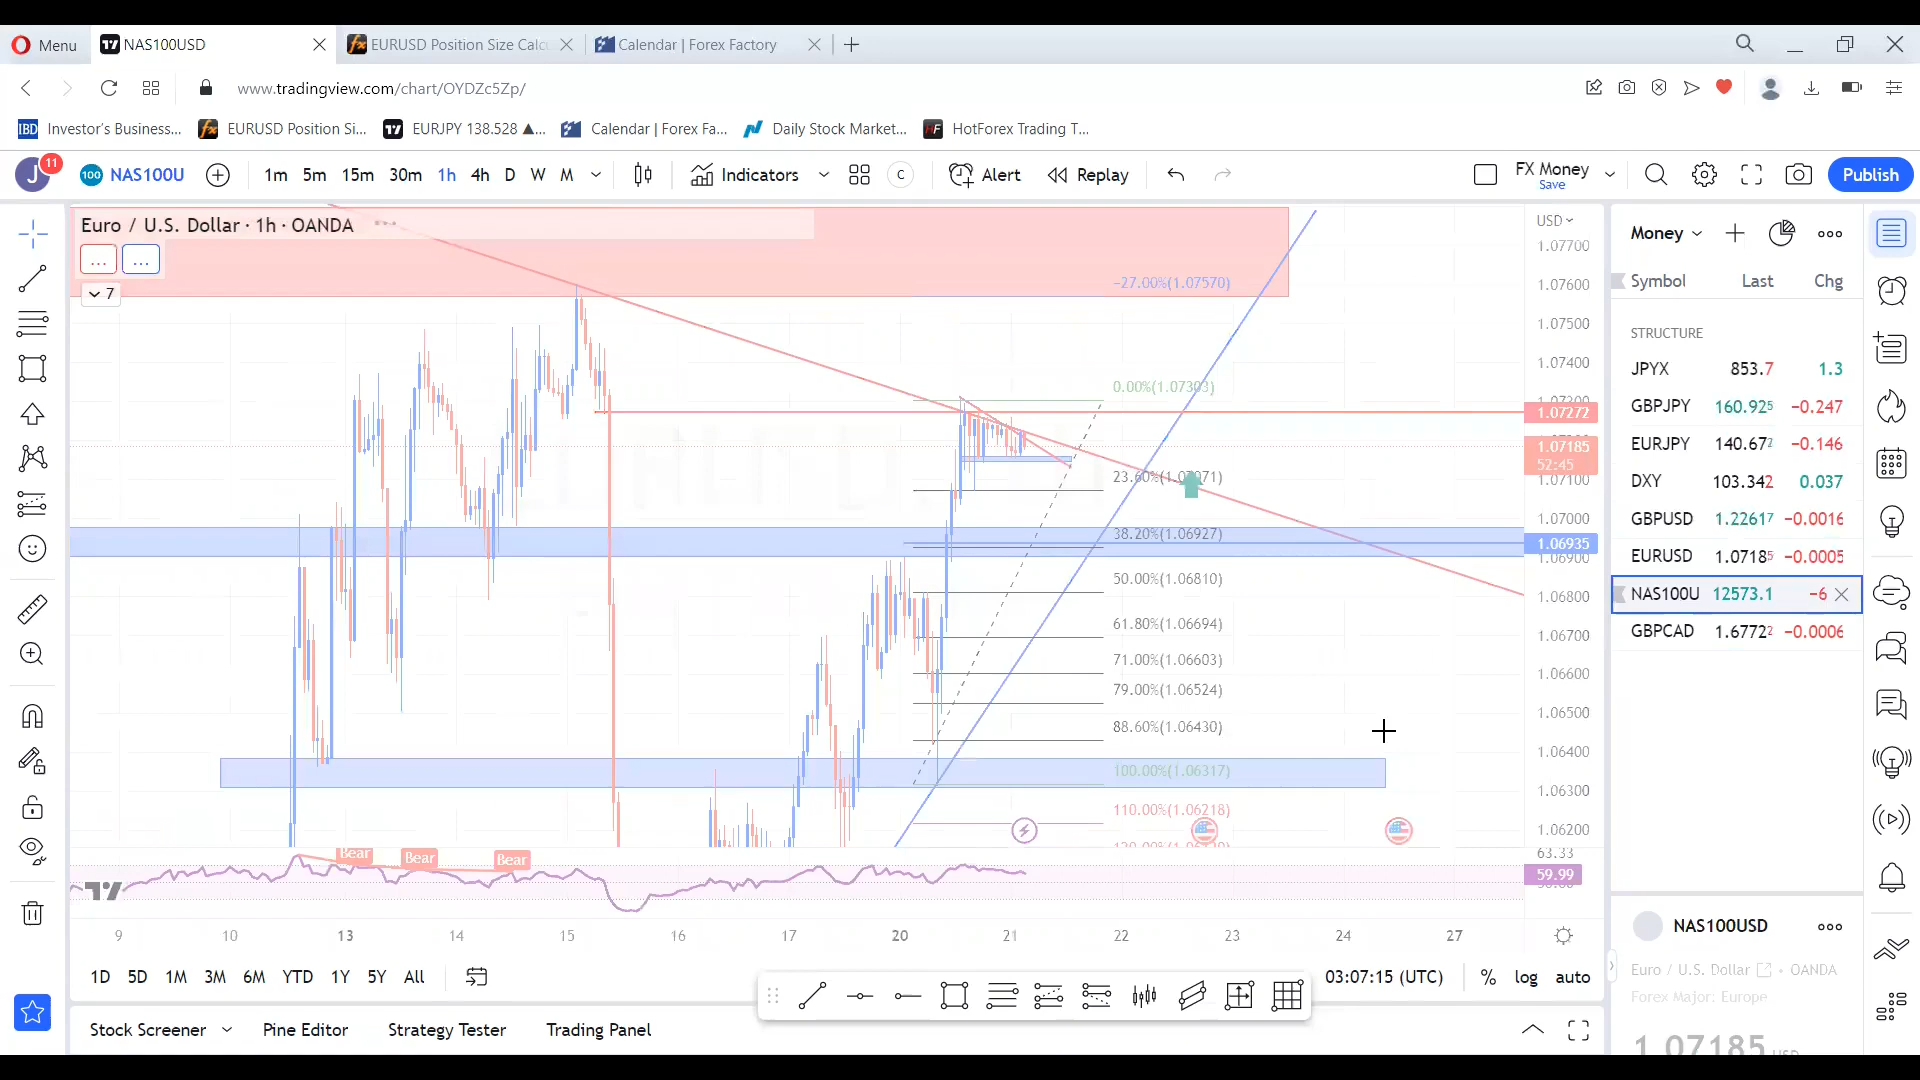 Menu
NAS100USD
EURUSD Position Size Calc
Calendar | Forex Factory
www.tradingview.com/chart/OYDZc5Zp/
IBD Investor's Business...
EURUSD Position Si...
EURJPY 138.528 ▲...
Calendar | Forex Fa...
Daily Stock Market...
HotForex Trading T...
J 11
100 NAS100U
1m 5m 15m 30m 1h 4h D W M
Indicators
C
Alert
Replay
FX Money
Save
Publish
Euro / U.S. Dollar · 1h · OANDA
7
USD
1.07700
1.07600
1.07500
1.07400
1.07272
1.07185
52:45
1.07100
1.07000
1.06935
1.06900
1.06800
1.06700
1.06600
1.06500
1.06400
1.06300
1.06200
63.33
59.99
-27.00%(1.07570)
0.00%(1.07303)
23.60%(1.07071)
38.20%(1.06927)
50.00%(1.06810)
61.80%(1.06694)
71.00%(1.06603)
79.00%(1.06524)
88.60%(1.06430)
100.00%(1.06317)
110.00%(1.06218)
Bear
Bear
Bear
9 10 13 14 15 16 17 20 21 22 23 24 27
1D 5D 1M 3M 6M YTD 1Y 5Y All
03:07:15 (UTC)
% log auto
Stock Screener
Pine Editor
Strategy Tester
Trading Panel
Money
Symbol Last Chg
STRUCTURE
JPYX 853.7 1.3
GBPJPY 160.925 −0.247
EURJPY 140.672 −0.146
DXY 103.342 0.037
GBPUSD 1.22617 −0.0016
EURUSD 1.07185 −0.0005
NAS100U 12573.1 −6
GBPCAD 1.67722 −0.0006
NAS100USD
Euro / U.S. Dollar • OANDA
Forex Major: Europe
1.07185 USD